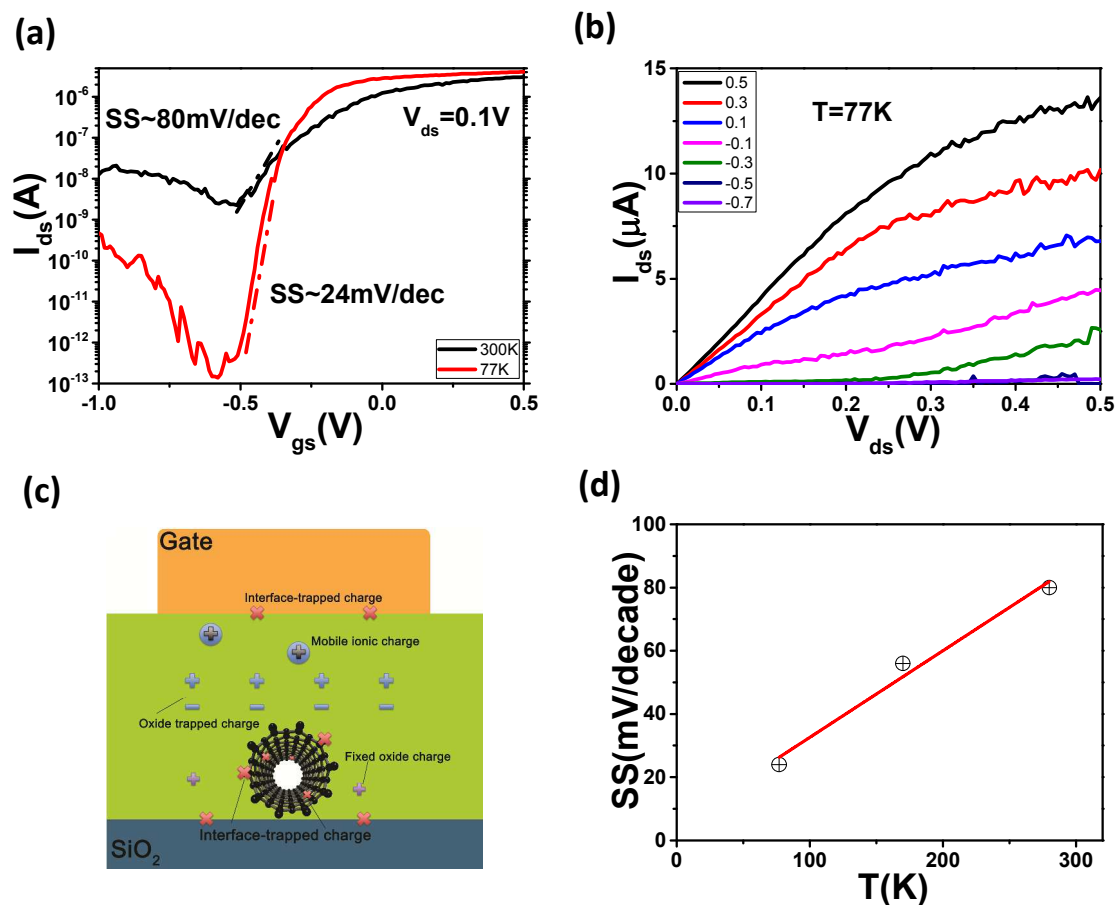 (a)
SS~80mV/dec
V_ds=0.1V
SS~24mV/dec
300K
77K
I_ds(A)
10^-6
10^-7
10^-8
10^-9
10^-10
10^-11
10^-12
10^-13
-1.0 -0.5 0.0 0.5
V_gs(V)
(b)
0.5
0.3
0.1
-0.1
-0.3
-0.5
-0.7
T=77K
I_ds(μA)
15
10
5
0
0.0 0.1 0.2 0.3 0.4 0.5
V_ds(V)
(c)
Gate
Interface-trapped charge
Mobile ionic charge
Oxide trapped charge
Fixed oxide charge
Interface-trapped charge
SiO₂
(d)
SS(mV/decade)
100
80
60
40
20
0
0 100 200 300
T(K)